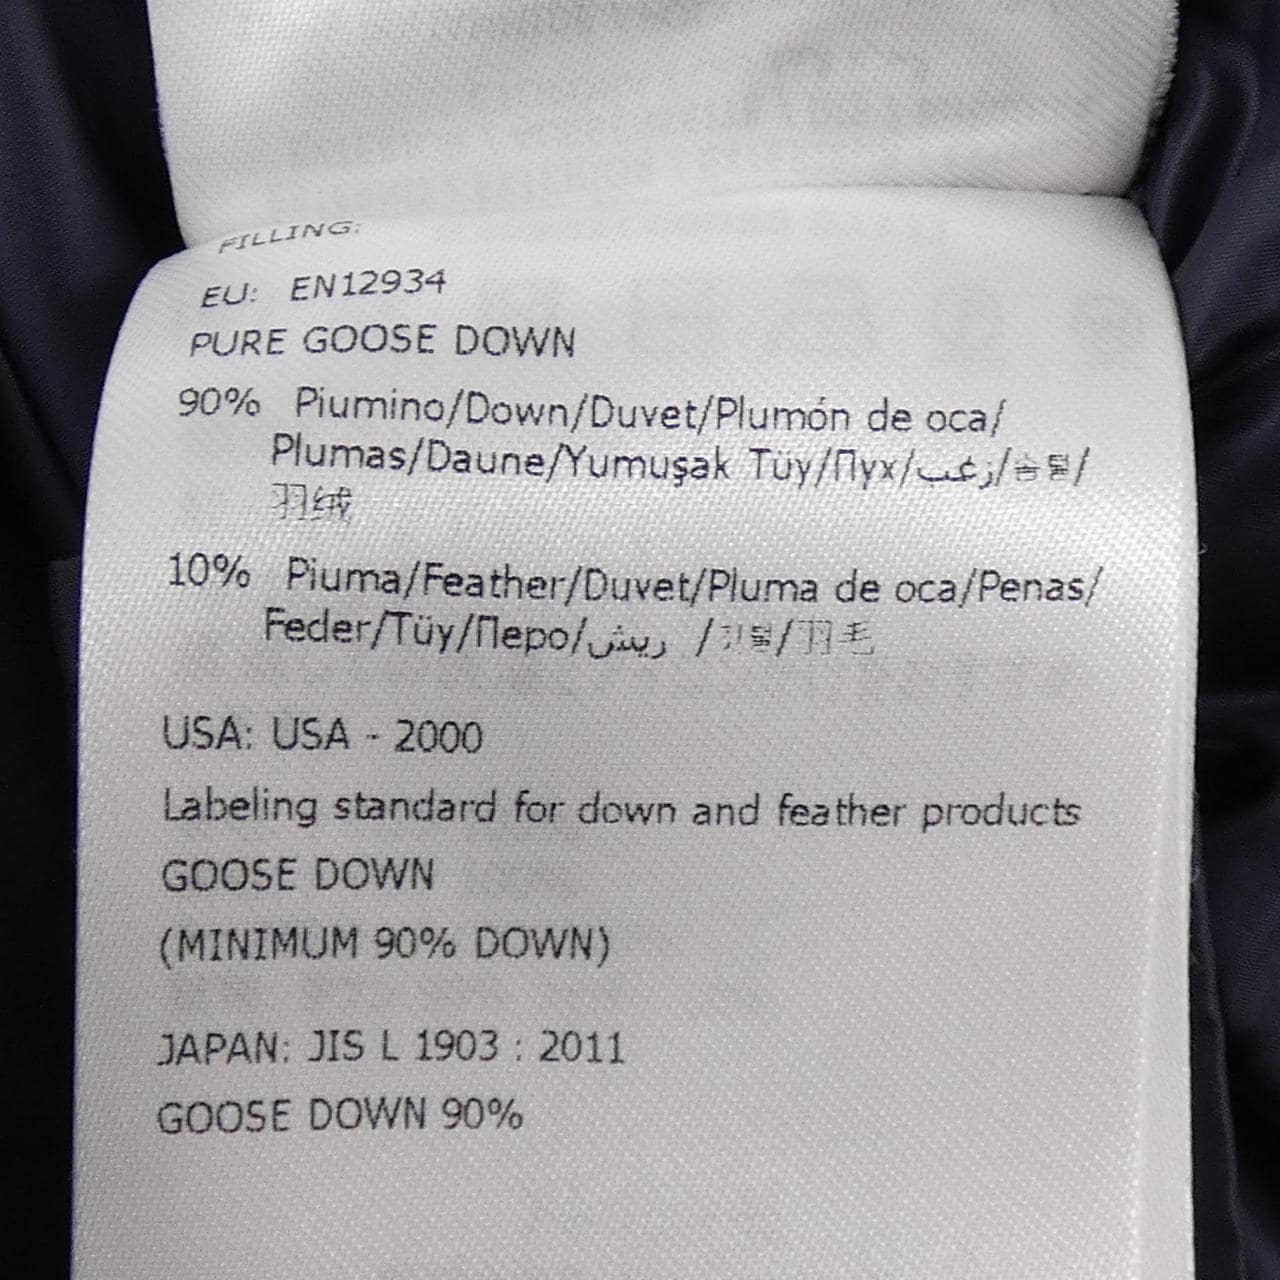 FILLING:
EU: EN12934
PURE GOOSE DOWN
90% Piumino/Down/Duvet/Plumón de oca/
Plumas/Daune/Yumuşak Tüy/Пух/زغب/솜털/
羽绒
10% Piuma/Feather/Duvet/Pluma de oca/Penas/
Feder/Tüy/Перо/ريش /깃털/羽毛
USA: USA - 2000
Labeling standard for down and feather products
GOOSE DOWN
(MINIMUM 90% DOWN)
JAPAN: JIS L 1903 : 2011
GOOSE DOWN 90%